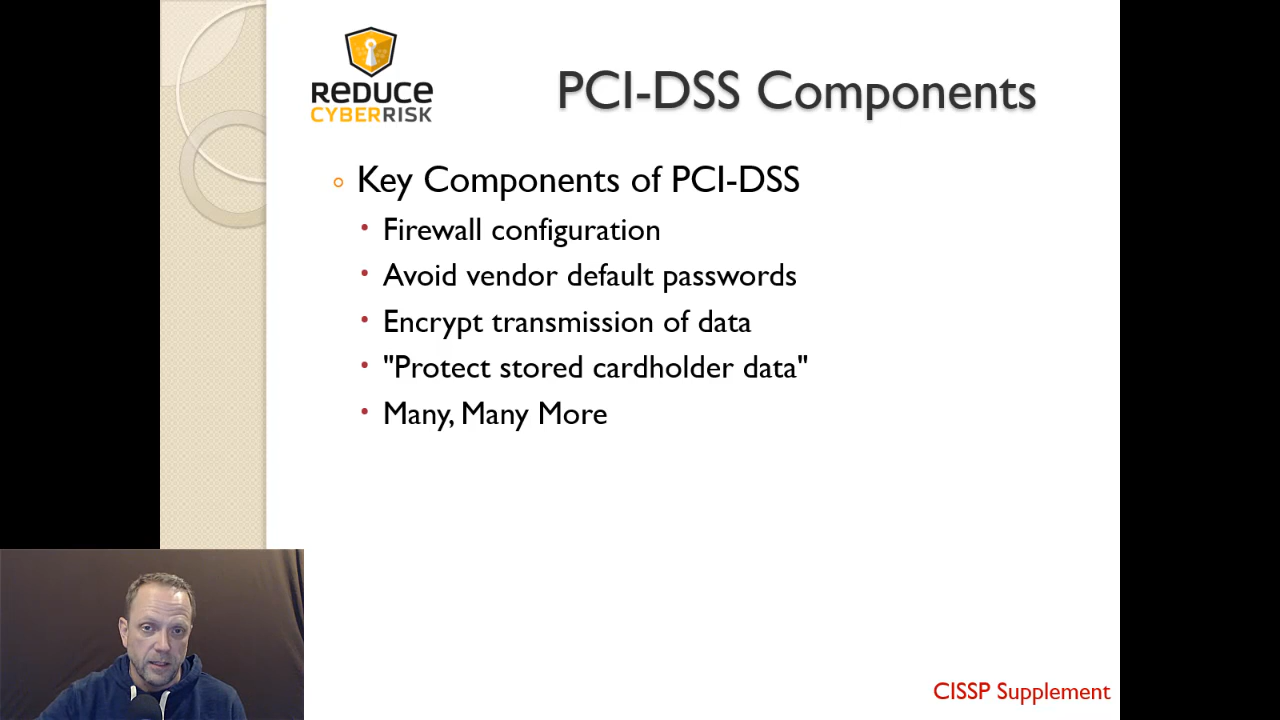 REDUCE
CYBERRISK
PCI-DSS Components
Key Components of PCI-DSS
Firewall configuration
Avoid vendor default passwords
Encrypt transmission of data
"Protect stored cardholder data"
Many, Many More
CISSP Supplement